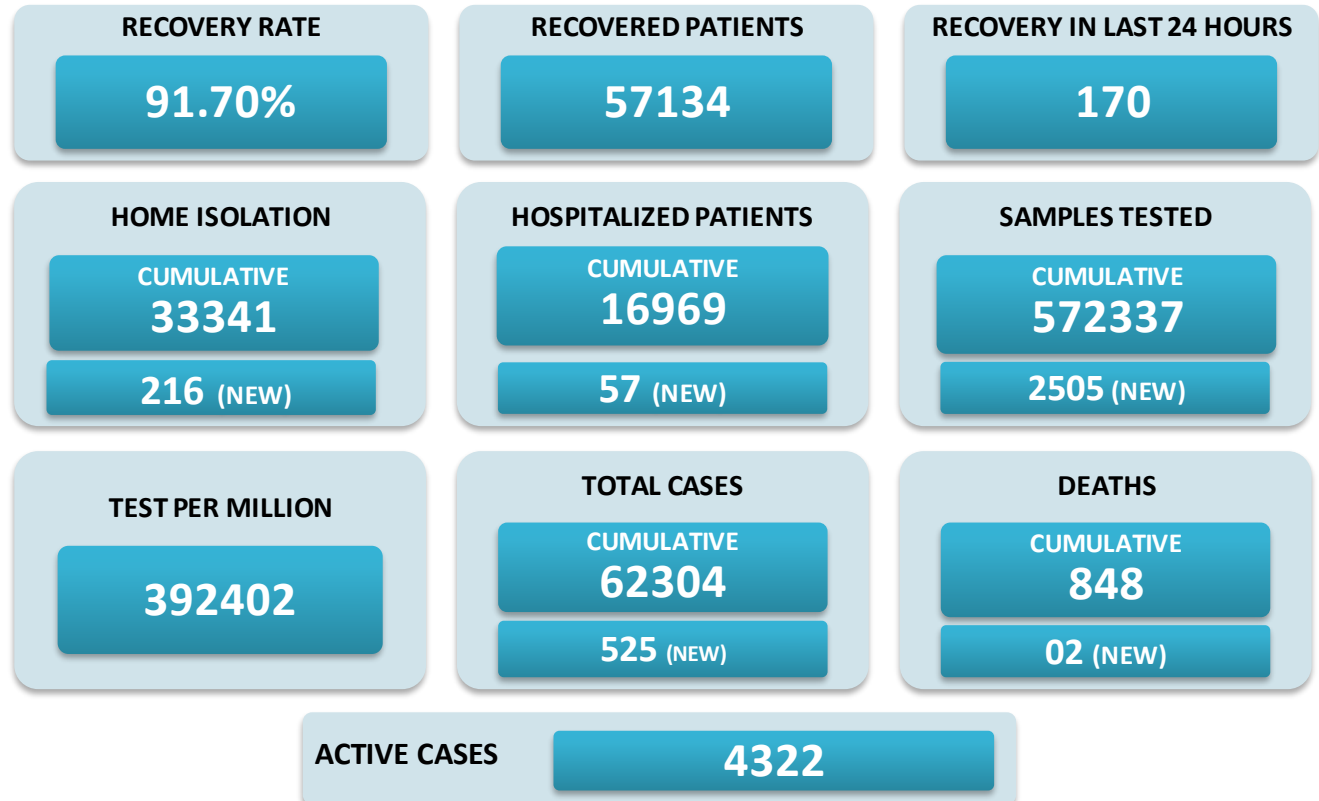 RECOVERY RATE
91.70%
RECOVERED PATIENTS
57134
RECOVERY IN LAST 24 HOURS
170
HOME ISOLATION
CUMULATIVE
33341
216 (NEW)
HOSPITALIZED PATIENTS
CUMULATIVE
16969
57 (NEW)
SAMPLES TESTED
CUMULATIVE
572337
2505 (NEW)
TEST PER MILLION
392402
TOTAL CASES
CUMULATIVE
62304
525 (NEW)
DEATHS
CUMULATIVE
848
02 (NEW)
ACTIVE CASES
4322